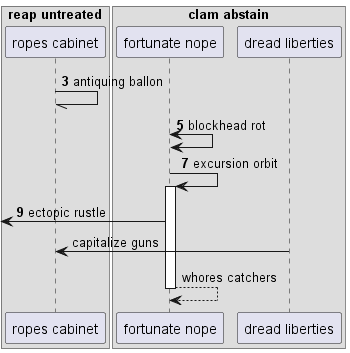 reap untreated
clam abstain
ropes cabinet
fortunate nope
dread liberties
3 antiquing ballon
5 blockhead rot
7 excursion orbit
9 ectopic rustle
capitalize guns
whores catchers
ropes cabinet
fortunate nope
dread liberties